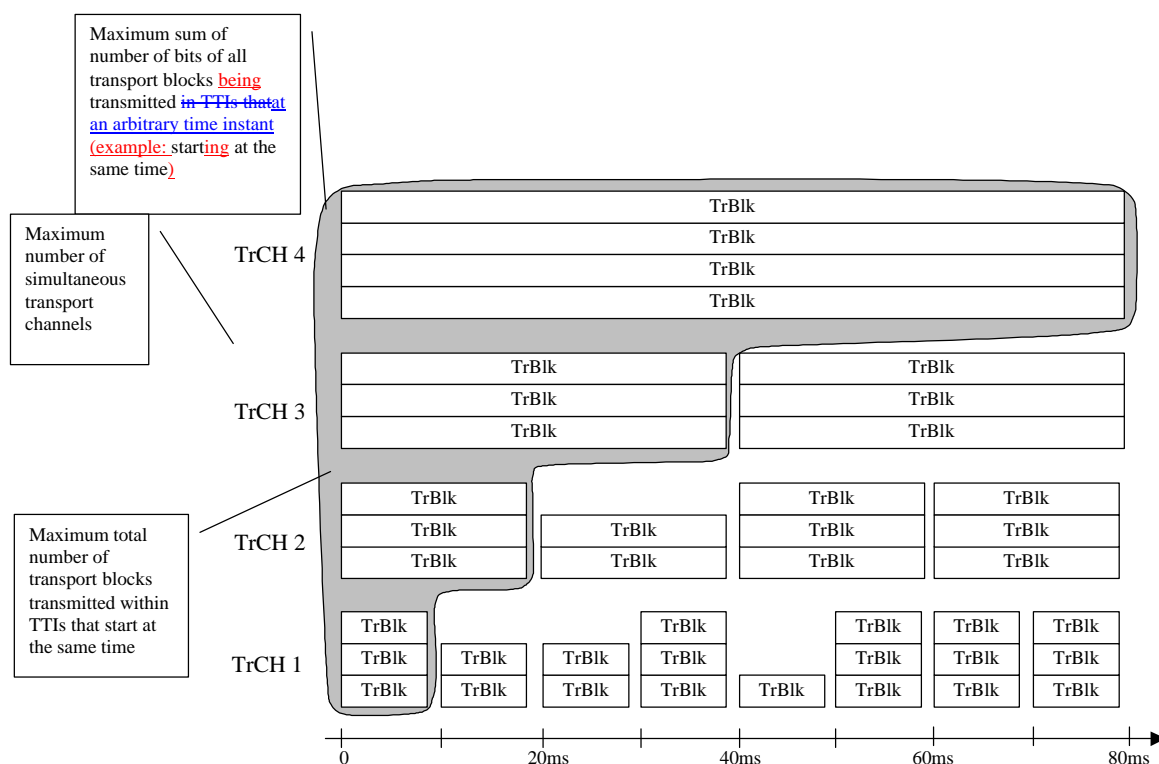 Maximum sum of
number of bits of all
transport blocks being
transmitted in TTIs thatat
an arbitrary time instant
(example: starting at the
same time)
Maximum
number of
simultaneous
transport
channels
TrCH 4
TrBlk
TrBlk
TrBlk
TrBlk
TrCH 3
TrBlk TrBlk
TrBlk TrBlk
TrBlk TrBlk
Maximum total
number of
transport blocks
transmitted within
TTIs that start at
the same time
TrCH 2
TrBlk TrBlk TrBlk
TrBlk TrBlk TrBlk TrBlk
TrBlk TrBlk TrBlk TrBlk
TrCH 1
TrBlk TrBlk TrBlk TrBlk TrBlk
TrBlk TrBlk TrBlk TrBlk TrBlk TrBlk TrBlk
TrBlk TrBlk TrBlk TrBlk TrBlk TrBlk TrBlk TrBlk
0 20ms 40ms 60ms 80ms